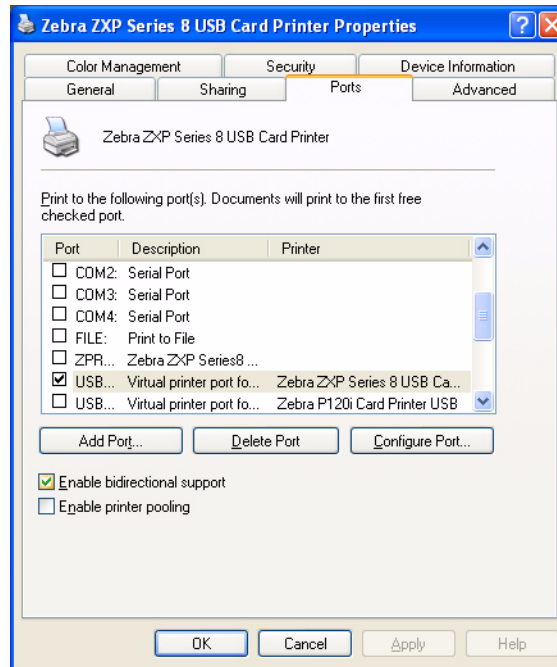 Zebra ZXP Series 8 USB Card Printer Properties
Color Management Security Device Information
General Sharing Ports Advanced
Zebra ZXP Series 8 USB Card Printer
Print to the following port(s). Documents will print to the first free
checked port.
Port Description Printer
COM2: Serial Port
COM3: Serial Port
COM4: Serial Port
FILE: Print to File
ZPR... Zebra ZXP Series8 ...
USB... Virtual printer port fo... Zebra ZXP Series 8 USB Ca...
USB... Virtual printer port fo... Zebra P120i Card Printer USB
Add Port... Delete Port Configure Port...
Enable bidirectional support
Enable printer pooling
OK Cancel Apply Help